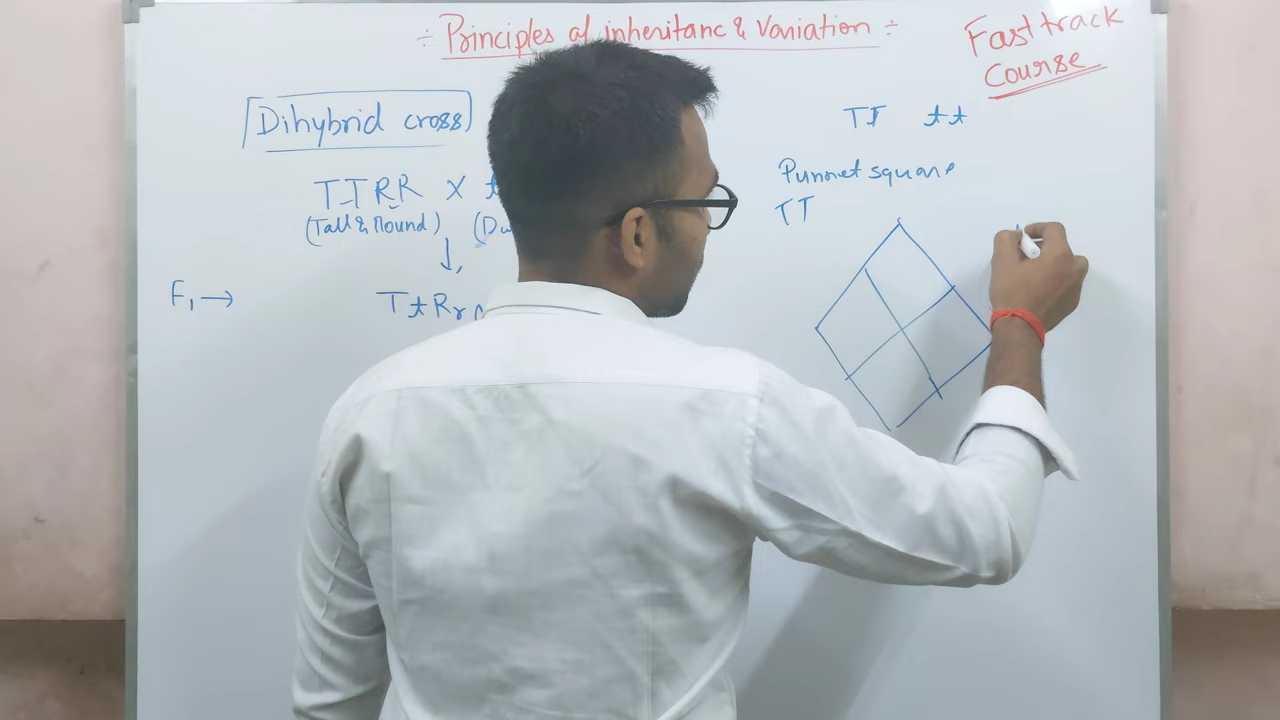 ÷ Principles of inheritanc & Variation ÷
Fast track
Course
Dihybrid cross
TT tt
TTRR X
Punnet square
(Tall & Round)
TT
F1 →
TtRr